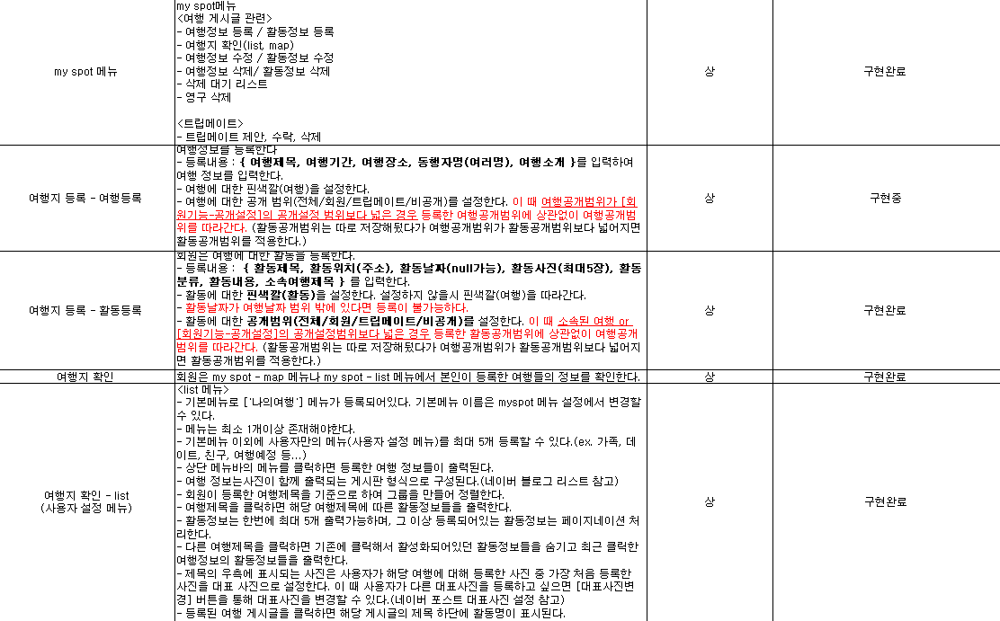 my spot메뉴
<여행 게시글 관련>
- 여행정보 등록 / 활동정보 등록
- 여행지 확인(list, map)
- 여행정보 수정 / 활동정보 수정
- 여행정보 삭제/ 활동정보 삭제
- 삭제 대기 리스트
- 영구 삭제
<트립메이트>
- 트립메이트 제안, 수락, 삭제
my spot 메뉴
상
구현완료
여행정보를 등록한다
- 등록내용 : { 여행제목, 여행기간, 여행장소, 동행자명(여러명), 여행소개 }를 입력하여
여행 정보를 입력한다.
- 여행에 대한 핀색깔(여행)을 설정한다.
- 여행에 대한 공개 범위(전체/회원/트립메이트/비공개)를 설정한다. 이 때 여행공개범위가 [회
원기능-공개설정]의 공개설정 범위보다 넓은 경우 등록한 여행공개범위에 상관없이 여행공개범
위를 따라간다. (활동공개범위는 따로 저장해뒀다가 여행공개범위가 활동공개범위보다 넓어지면
활동공개범위를 적용한다.)
여행지 등록 - 여행등록
상
구현중
회원은 여행에 대한 활동을 등록한다.
- 등록내용 : { 활동제목, 활동위치(주소), 활동날짜(null가능), 활동사진(최대5장), 활동
분류, 활동내용, 소속여행제목 } 를 입력한다.
- 활동에 대한 핀색깔(활동)을 설정한다. 설정하지 않을시 핀색깔(여행)을 따라간다.
- 활동날짜가 여행날짜 범위 밖에 있다면 등록이 불가능하다.
- 활동에 대한 공개범위(전체/회원/트립메이트/비공개)를 설정한다. 이 때 소속된 여행 or
[회원기능-공개설정]의 공개설정범위보다 넓은 경우 등록한 활동공개범위에 상관없이 여행공개
범위를 따라간다. (활동공개범위는 따로 저장해뒀다가 여행공개범위가 활동공개범위보다 넓어지
면 활동공개범위를 적용한다.)
여행지 등록 - 활동등록
상
구현완료
여행지 확인
회원은 my spot - map 메뉴나 my spot - list 메뉴에서 본인이 등록한 여행들의 정보를 확인한다.
상
구현완료
<list 메뉴>
- 기본메뉴로 ['나의여행'] 메뉴가 등록되어있다. 기본메뉴 이름은 myspot 메뉴 설정에서 변경할
수 있다.
- 메뉴는 최소 1개이상 존재해야한다.
- 기본메뉴 이외에 사용자만의 메뉴(사용자 설정 메뉴)를 최대 5개 등록할 수 있다.(ex. 가족, 데
이트, 친구, 여행예정 등...)
- 상단 메뉴바의 메뉴를 클릭하면 등록한 여행 정보들이 출력된다.
- 여행 정보는사진이 함께 출력되는 게시판 형식으로 구성된다.(네이버 블로그 리스트 참고)
- 회원이 등록한 여행제목을 기준으로 하여 그룹을 만들어 정렬한다.
- 여행제목을 클릭하면 해당 여행제목에 따른 활동정보들을 출력한다.
- 활동정보는 한번에 최대 5개 출력가능하며, 그 이상 등록되어있는 활동정보는 페이지네이션 처
리한다.
- 다른 여행제목을 클릭하면 기존에 클릭해서 활성화되어있던 활동정보들을 숨기고 최근 클릭한
여행정보의 활동정보들을 출력한다.
- 제목의 우측에 표시되는 사진은 사용자가 해당 여행에 대해 등록한 사진 중 가장 처음 등록한
사진을 대표 사진으로 설정한다. 이 때 사용자가 다른 대표사진을 등록하고 싶으면 [대표사진변
경] 버튼을 통해 대표사진을 변경할 수 있다.(네이버 포스트 대표사진 설정 참고)
- 등록된 여행 게시글을 클릭하면 해당 게시글의 제목 하단에 활동명이 표시된다.
여행지 확인 - list
(사용자 설정 메뉴)
상
구현완료